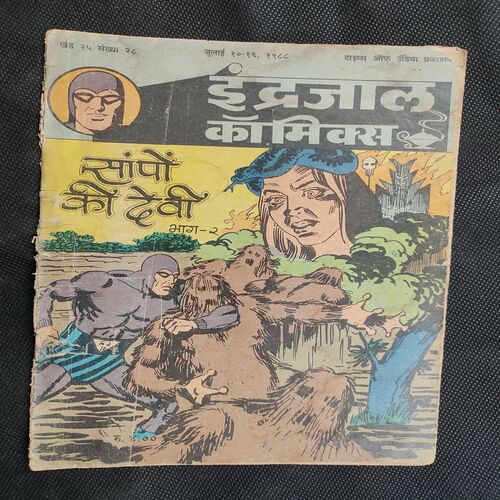 खंड २५ संख्या २८
जुलाई १०-१६, १९८८
टाइम्स ऑफ इंडिया प्रकाशन
इंद्रजाल
कॉमिक्स
सांपों
की देवी
भाग-२